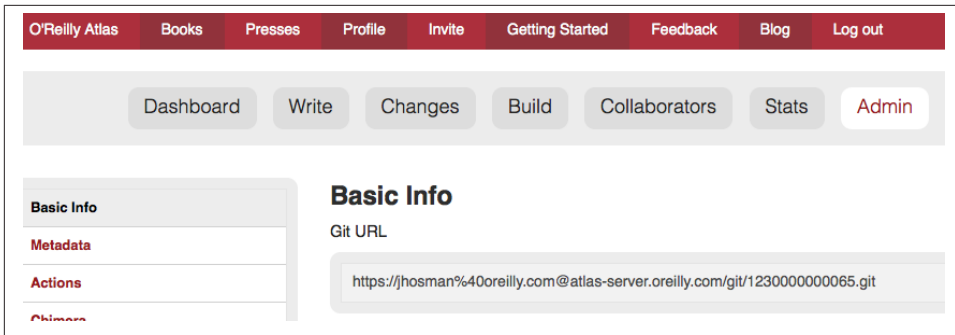 O'Reilly Atlas Books Presses Profile Invite Getting Started Feedback Blog Log out
Dashboard Write Changes Build Collaborators Stats Admin
Basic Info
Metadata
Actions
Chimera
Basic Info
Git URL
https://jhosman%40oreilly.com@atlas-server.oreilly.com/git/1230000000065.git